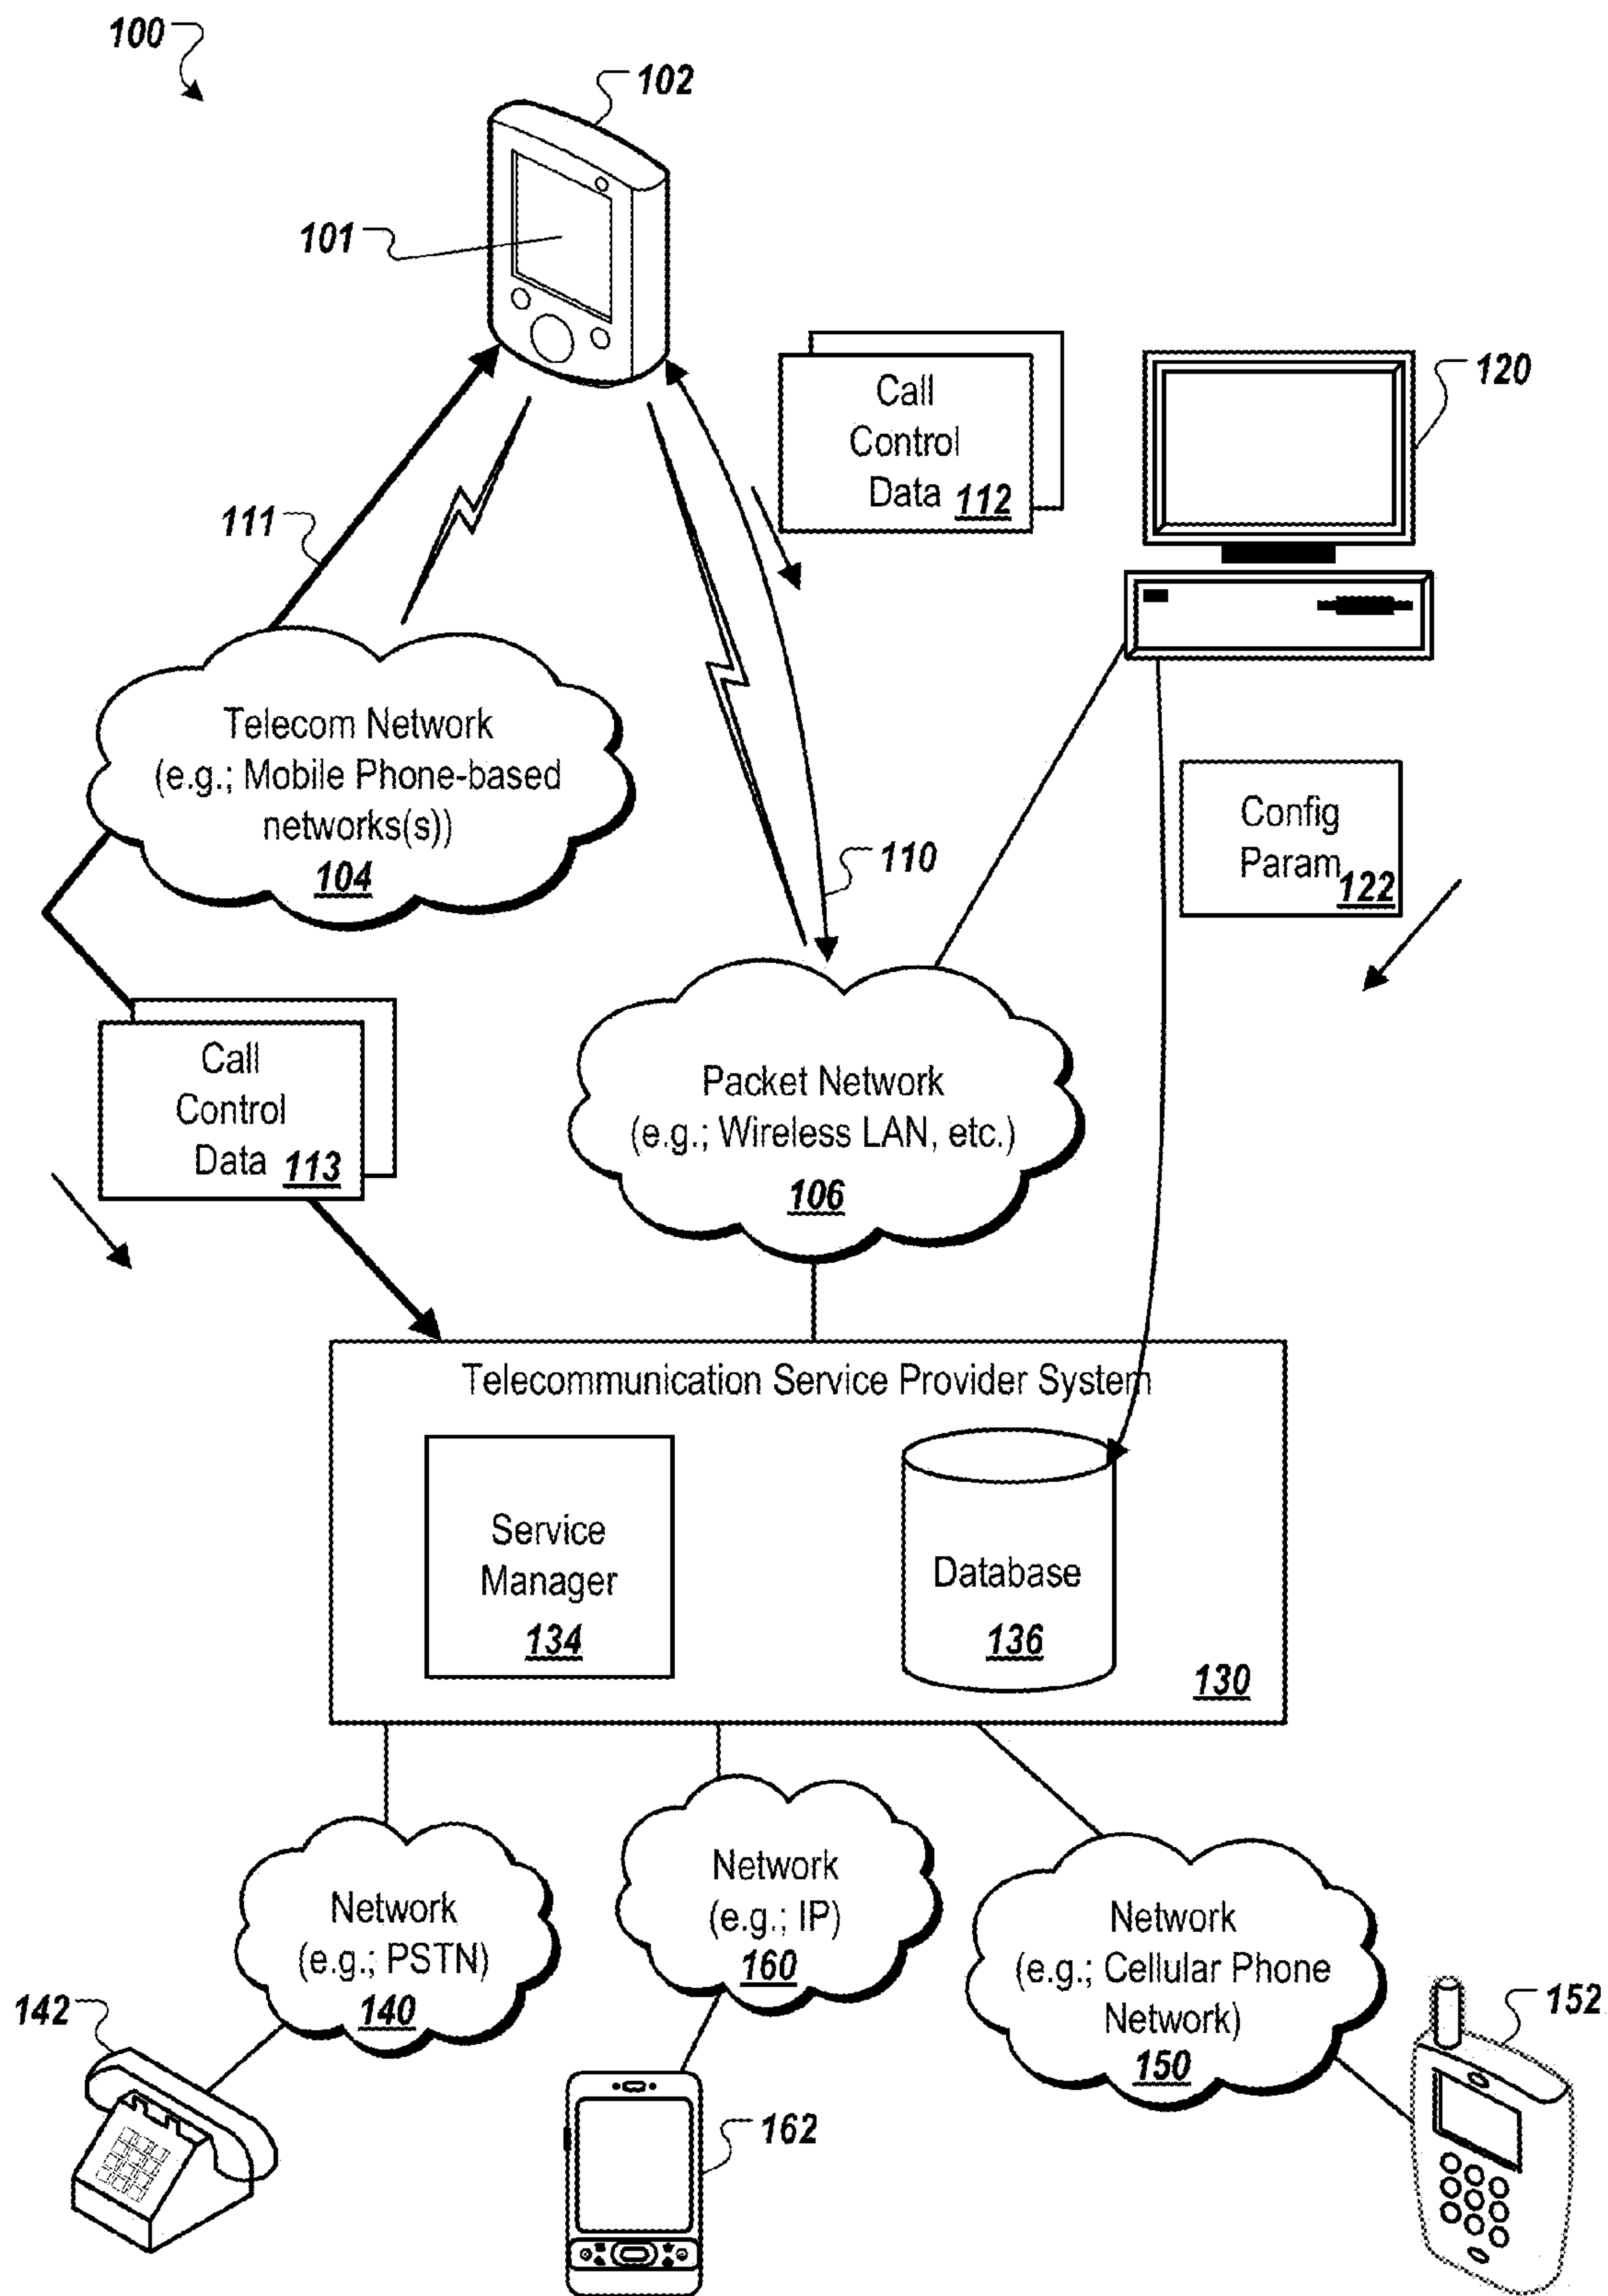 100
102
101
Call
Control
Data 112
120
111
Telecom Network
(e.g.; Mobile Phone-based
networks(s))
104
110
Config
Param
122
Call
Control
Data 113
Packet Network
(e.g.; Wireless LAN, etc.)
106
Telecommunication Service Provider System
Service
Manager
134
Database
136
130
Network
(e.g.; PSTN)
140
Network
(e.g.; IP)
160
Network
(e.g.; Cellular Phone
Network)
150
142
162
152